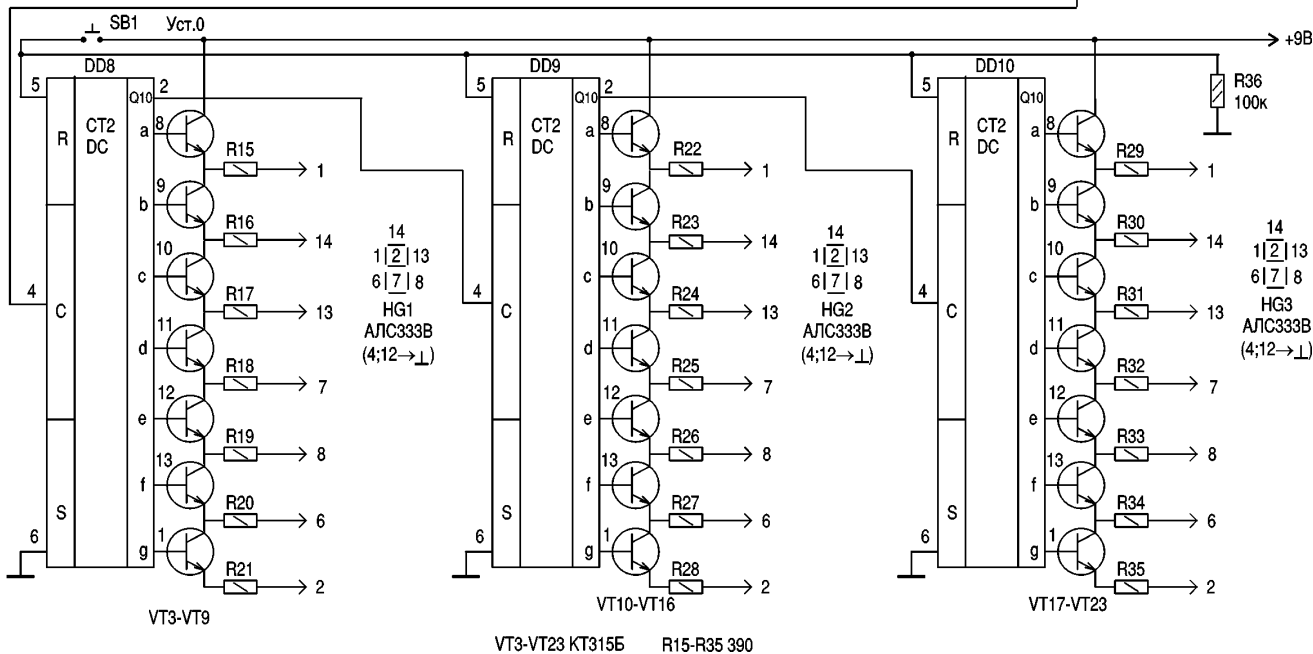 SB1 Уст.0
+9В
DD8
DD9
DD10
R36
100к
5
R
C
S
4
6
CT2
DC
Q10
2
a
b
c
d
e
f
g
8
9
10
11
12
13
1
R15
1
R16
14
R17
13
R18
7
R19
8
R20
6
R21
2
14
1 2 13
6 7 8
HG1
АЛС333В
(4;12→⊥)
VT3-VT9
5
R
C
S
4
6
CT2
DC
Q10
2
a
b
c
d
e
f
g
8
9
10
11
12
13
1
R22
1
R23
14
R24
13
R25
7
R26
8
R27
6
R28
2
14
1 2 13
6 7 8
HG2
АЛС333В
(4;12→⊥)
VT10-VT16
5
R
C
S
4
6
CT2
DC
Q10
a
b
c
d
e
f
g
8
9
10
11
12
13
1
R29
1
R30
14
R31
13
R32
7
R33
8
R34
6
R35
2
14
1 2 13
6 7 8
HG3
АЛС333В
(4;12→⊥)
VT17-VT23
VT3-VT23 КТ315Б R15-R35 390